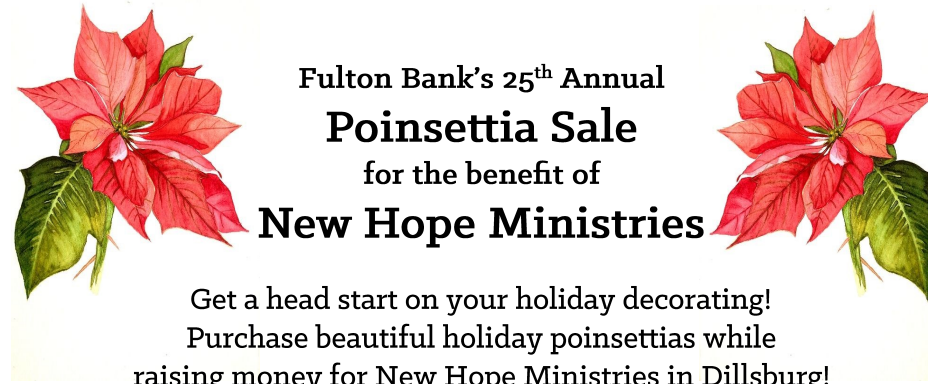 Fulton Bank’s 25th Annual
Poinsettia Sale
for the benefit of
New Hope Ministries
Get a head start on your holiday decorating!
Purchase beautiful holiday poinsettias while
raising money for New Hope Ministries in Dillsburg!